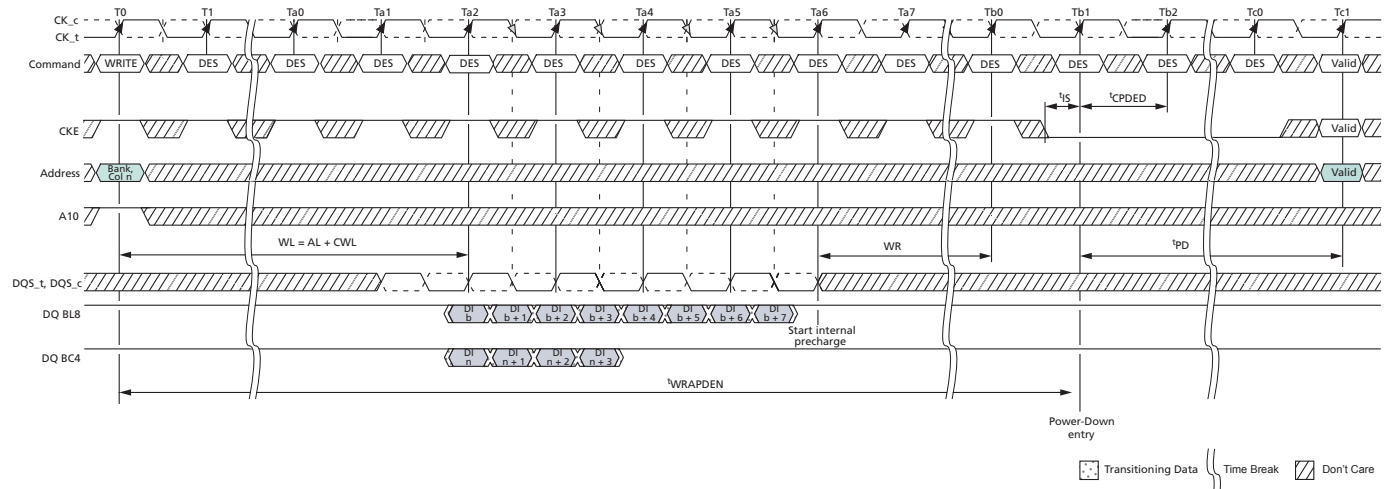 T0 T1 Ta0 Ta1 Ta2 Ta3 Ta4 Ta5 Ta6 Ta7 Tb0 Tb1 Tb2 Tc0 Tc1
CK_c
CK_t
Command WRITE DES DES DES DES DES DES DES DES DES DES DES DES DES Valid
tIS tCPDED
CKE Valid
Address Bank, Col n Valid
A10
WL = AL + CWL WR tPD
DQS_t, DQS_c
DQ BL8 DI b DI b + 1 DI b + 2 DI b + 3 DI b + 4 DI b + 5 DI b + 6 DI b + 7
Start internal
precharge
DQ BC4 DI n DI n + 1 DI n + 2 DI n + 3
tWRAPDEN
Power-Down
entry
Transitioning Data Time Break Don't Care